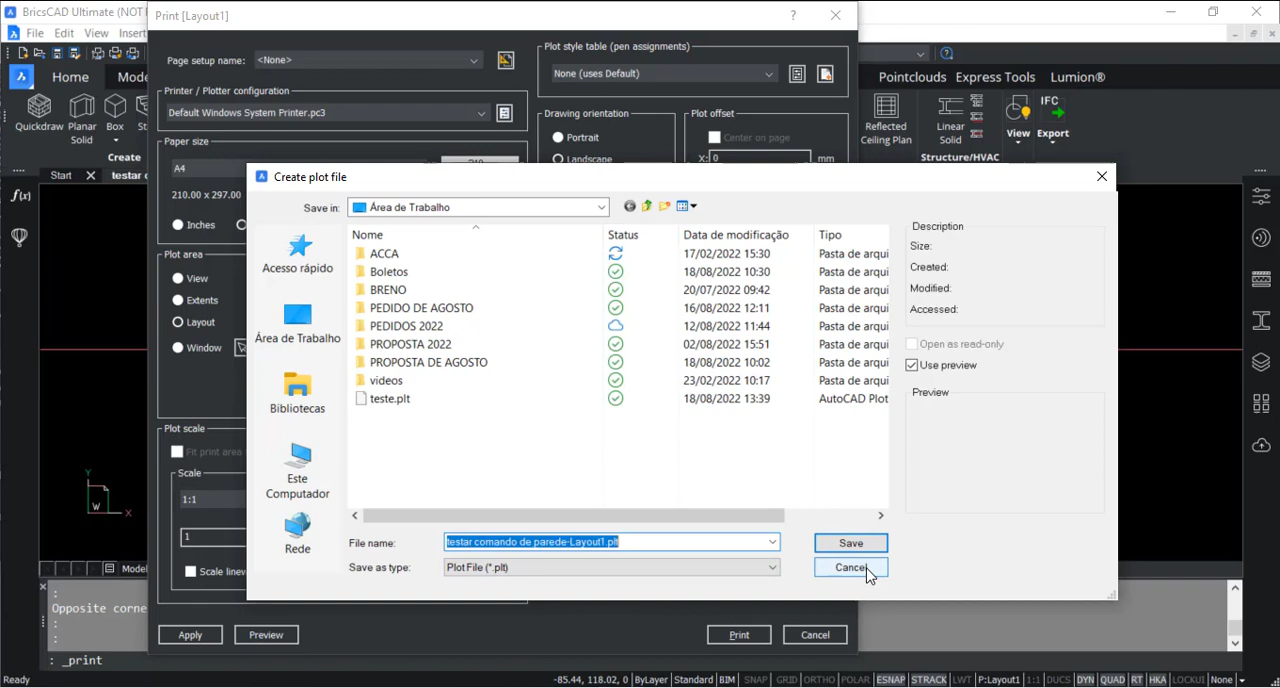 BricsCAD Ultimate (NOT
File Edit View Insert
Print [Layout1]
Page setup name: <None>
Printer / Plotter configuration
Default Windows System Printer.pc3
Paper size
A4
210.00 x 297.00
Inches
Plot area
View
Extents
Layout
Window
Plot scale
Fit print area
Scale
1:1
1
Scale linew
Apply Preview Print Cancel
Plot style table (pen assignments)
None (uses Default)
Drawing orientation
Portrait
Landscape
Plot offset
Center on page
X: 0 mm
Home Mode
Quickdraw Planar Solid Box
Create
Start testar
Pointclouds Express Tools Lumion®
Reflected Ceiling Plan
Linear Solid
View
IFC
Export
Structure/HVAC
f(x)
Create plot file
Save in: Área de Trabalho
Nome Status Data de modificação Tipo
ACCA 17/02/2022 15:30 Pasta de arqui
Boletos 18/08/2022 10:30 Pasta de arqui
BRENO 20/07/2022 09:42 Pasta de arqui
PEDIDO DE AGOSTO 16/08/2022 12:11 Pasta de arqui
PEDIDOS 2022 12/08/2022 11:44 Pasta de arqui
PROPOSTA 2022 02/08/2022 15:51 Pasta de arqui
PROPOSTA DE AGOSTO 18/08/2022 10:02 Pasta de arqui
videos 23/02/2022 10:17 Pasta de arqui
teste.plt 18/08/2022 13:39 AutoCAD Plot
Acesso rápido
Área de Trabalho
Bibliotecas
Este Computador
Rede
Description
Size:
Created:
Modified:
Accessed:
Open as read-only
Use preview
Preview
File name: testar comando de parede-Layout1.plt Save
Save as type: Plot File (*.plt) Cancel
Y
W X
Model
:
Opposite corne
:
:
: _print
Ready -85.44, 118.02, 0 ByLayer Standard BIM SNAP GRID ORTHO POLAR ESNAP STRACK LWT P:Layout1 1:1 DUCS DYN QUAD RT HKA LOCKUI None